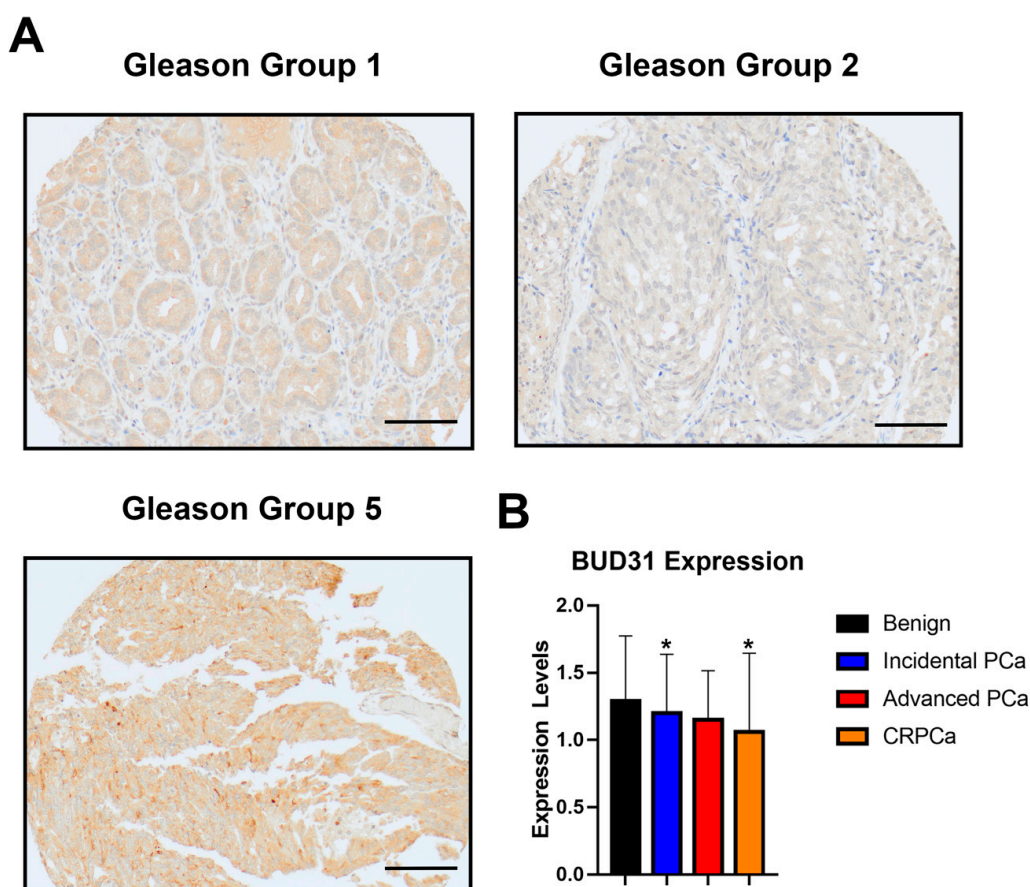 A
Gleason Group 1
Gleason Group 2
Gleason Group 5
B
BUD31 Expression
Expression Levels
2.0
1.5
1.0
0.5
0.0
*
*
Benign
Incidental PCa
Advanced PCa
CRPCa